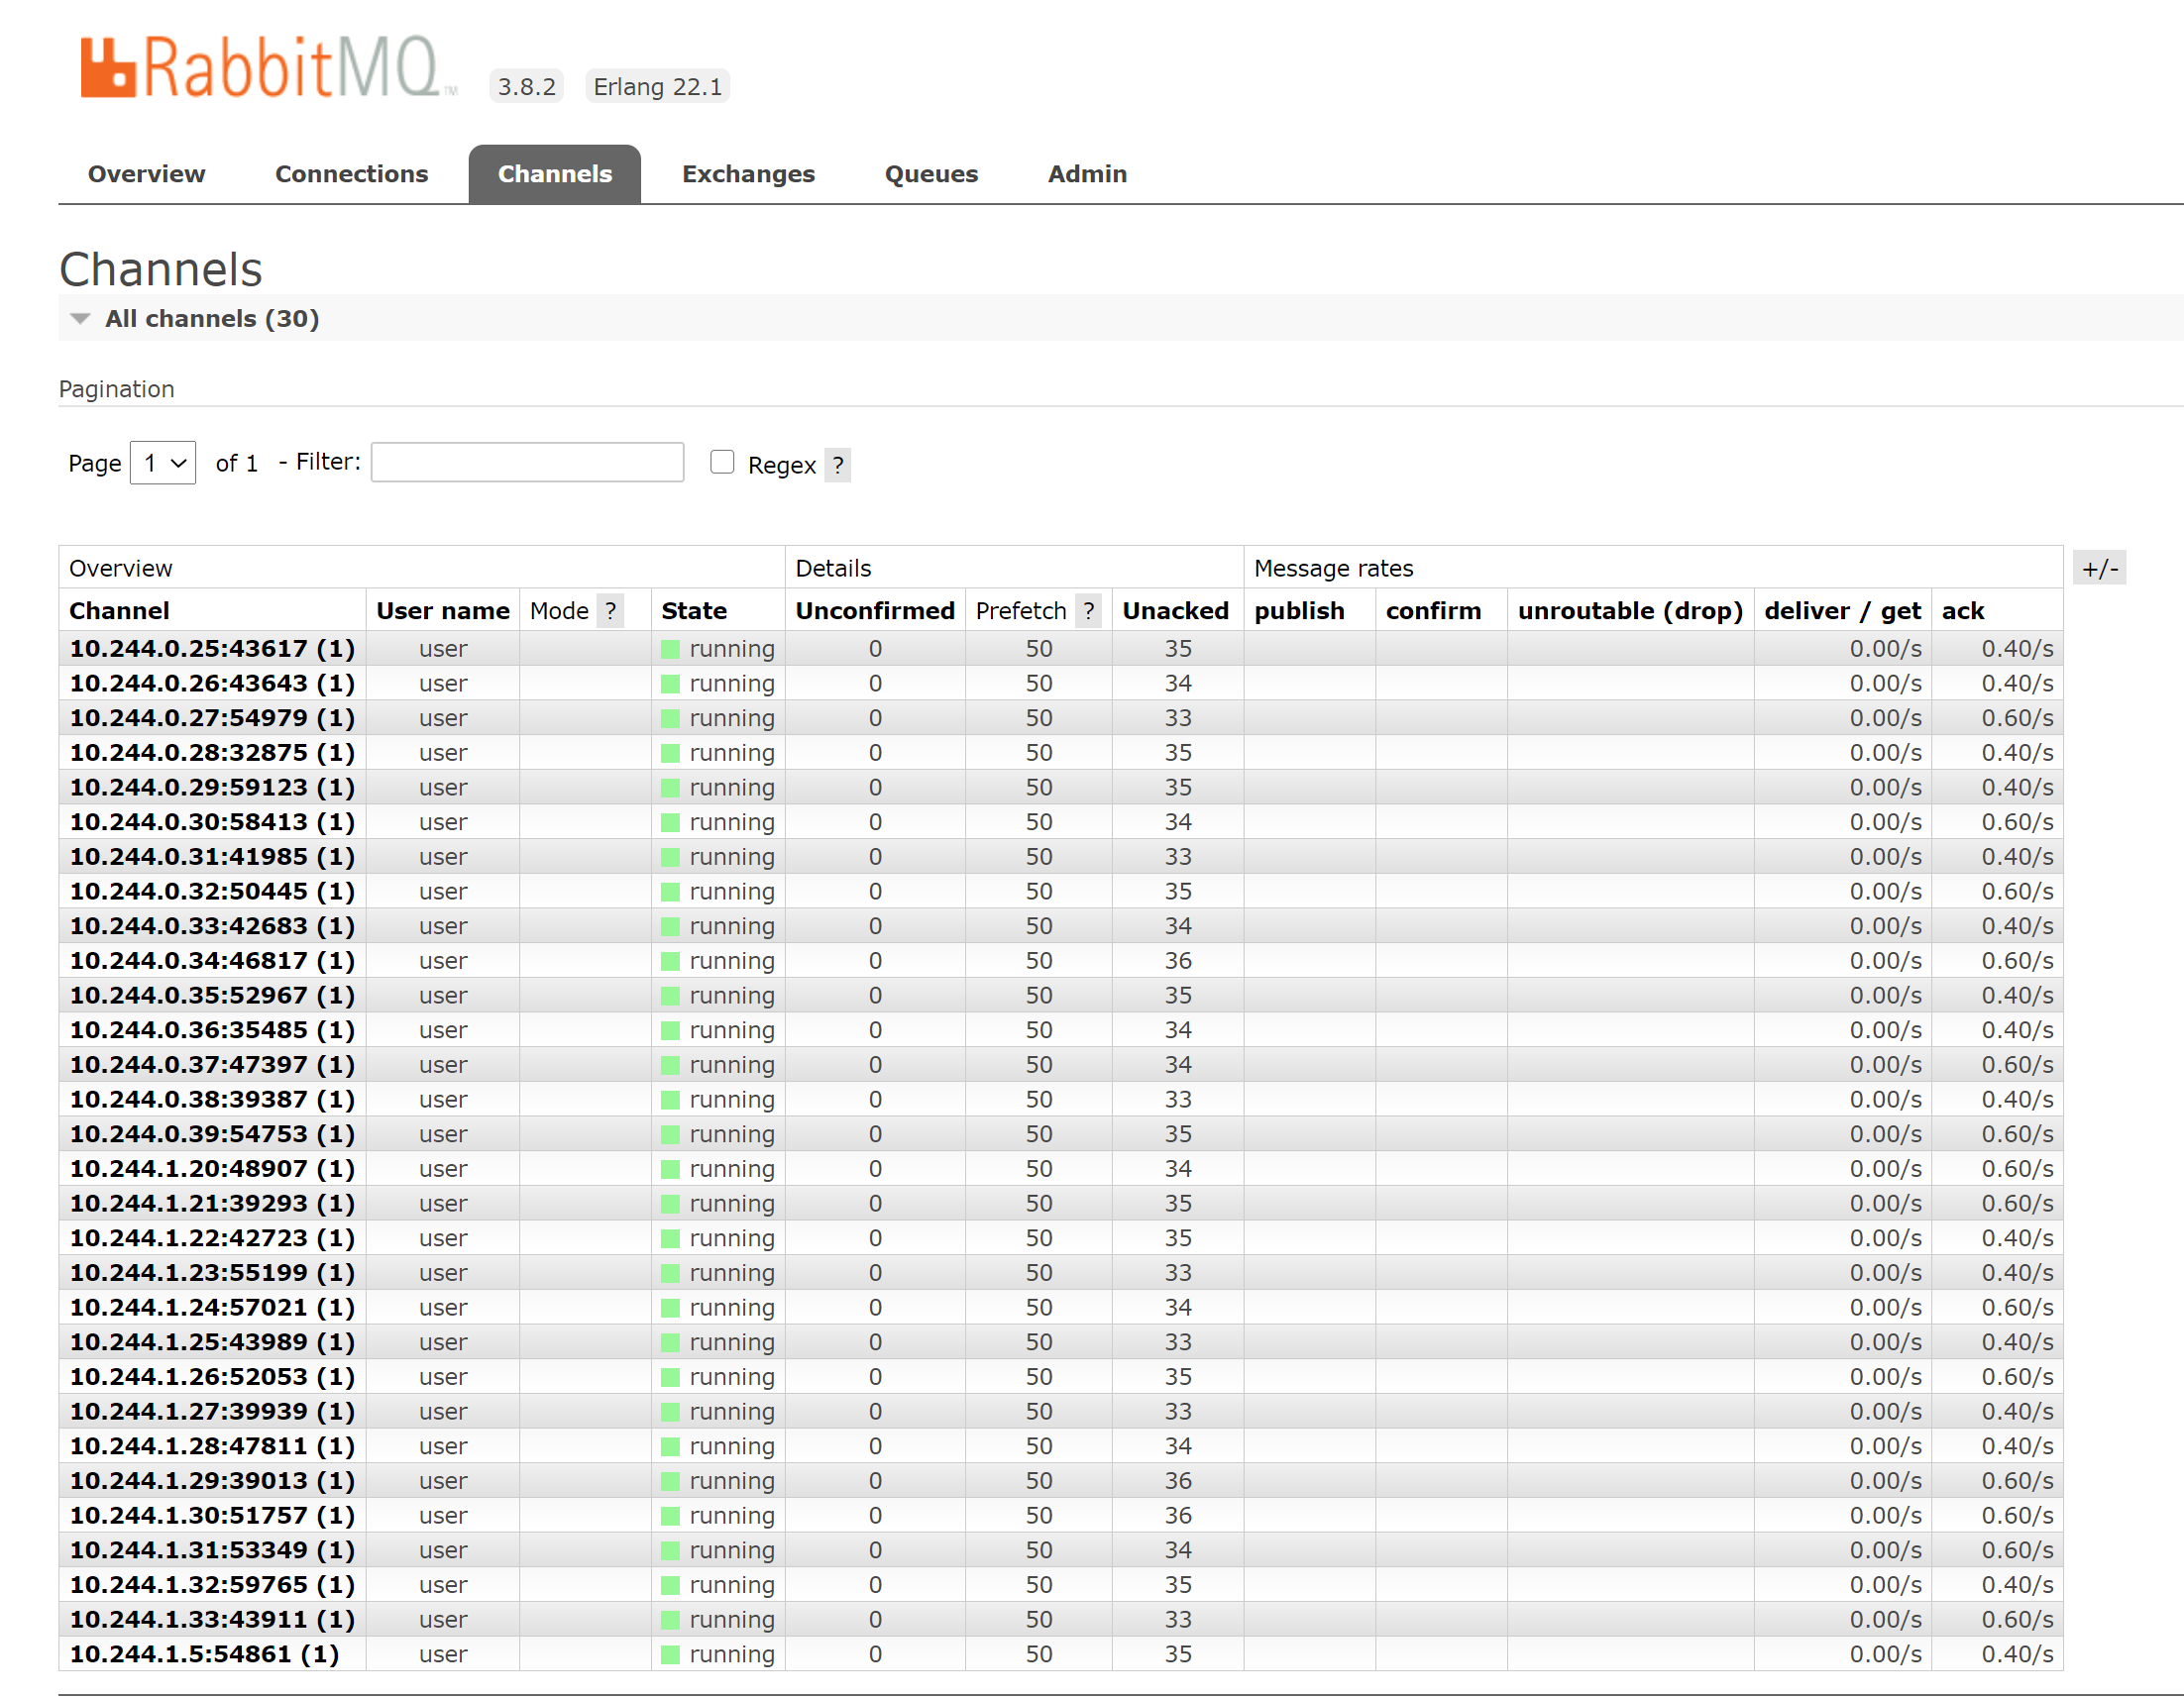 RabbitMQ TM 3.8.2 Erlang 22.1
Overview Connections Channels Exchanges Queues Admin
Channels
All channels (30)
Pagination
Page 1 of 1 - Filter: Regex ?
Overview Details Message rates +/-
Channel User name Mode ? State Unconfirmed Prefetch ? Unacked publish confirm unroutable (drop) deliver / get ack
10.244.0.25:43617 (1) user running 0 50 35 0.00/s 0.40/s
10.244.0.26:43643 (1) user running 0 50 34 0.00/s 0.40/s
10.244.0.27:54979 (1) user running 0 50 33 0.00/s 0.60/s
10.244.0.28:32875 (1) user running 0 50 35 0.00/s 0.40/s
10.244.0.29:59123 (1) user running 0 50 35 0.00/s 0.40/s
10.244.0.30:58413 (1) user running 0 50 34 0.00/s 0.60/s
10.244.0.31:41985 (1) user running 0 50 33 0.00/s 0.40/s
10.244.0.32:50445 (1) user running 0 50 35 0.00/s 0.60/s
10.244.0.33:42683 (1) user running 0 50 34 0.00/s 0.40/s
10.244.0.34:46817 (1) user running 0 50 36 0.00/s 0.60/s
10.244.0.35:52967 (1) user running 0 50 35 0.00/s 0.40/s
10.244.0.36:35485 (1) user running 0 50 34 0.00/s 0.40/s
10.244.0.37:47397 (1) user running 0 50 34 0.00/s 0.60/s
10.244.0.38:39387 (1) user running 0 50 33 0.00/s 0.40/s
10.244.0.39:54753 (1) user running 0 50 35 0.00/s 0.60/s
10.244.1.20:48907 (1) user running 0 50 34 0.00/s 0.60/s
10.244.1.21:39293 (1) user running 0 50 35 0.00/s 0.60/s
10.244.1.22:42723 (1) user running 0 50 35 0.00/s 0.40/s
10.244.1.23:55199 (1) user running 0 50 33 0.00/s 0.40/s
10.244.1.24:57021 (1) user running 0 50 34 0.00/s 0.60/s
10.244.1.25:43989 (1) user running 0 50 33 0.00/s 0.40/s
10.244.1.26:52053 (1) user running 0 50 35 0.00/s 0.60/s
10.244.1.27:39939 (1) user running 0 50 33 0.00/s 0.40/s
10.244.1.28:47811 (1) user running 0 50 34 0.00/s 0.40/s
10.244.1.29:39013 (1) user running 0 50 36 0.00/s 0.60/s
10.244.1.30:51757 (1) user running 0 50 36 0.00/s 0.60/s
10.244.1.31:53349 (1) user running 0 50 34 0.00/s 0.60/s
10.244.1.32:59765 (1) user running 0 50 35 0.00/s 0.40/s
10.244.1.33:43911 (1) user running 0 50 33 0.00/s 0.60/s
10.244.1.5:54861 (1) user running 0 50 35 0.00/s 0.40/s